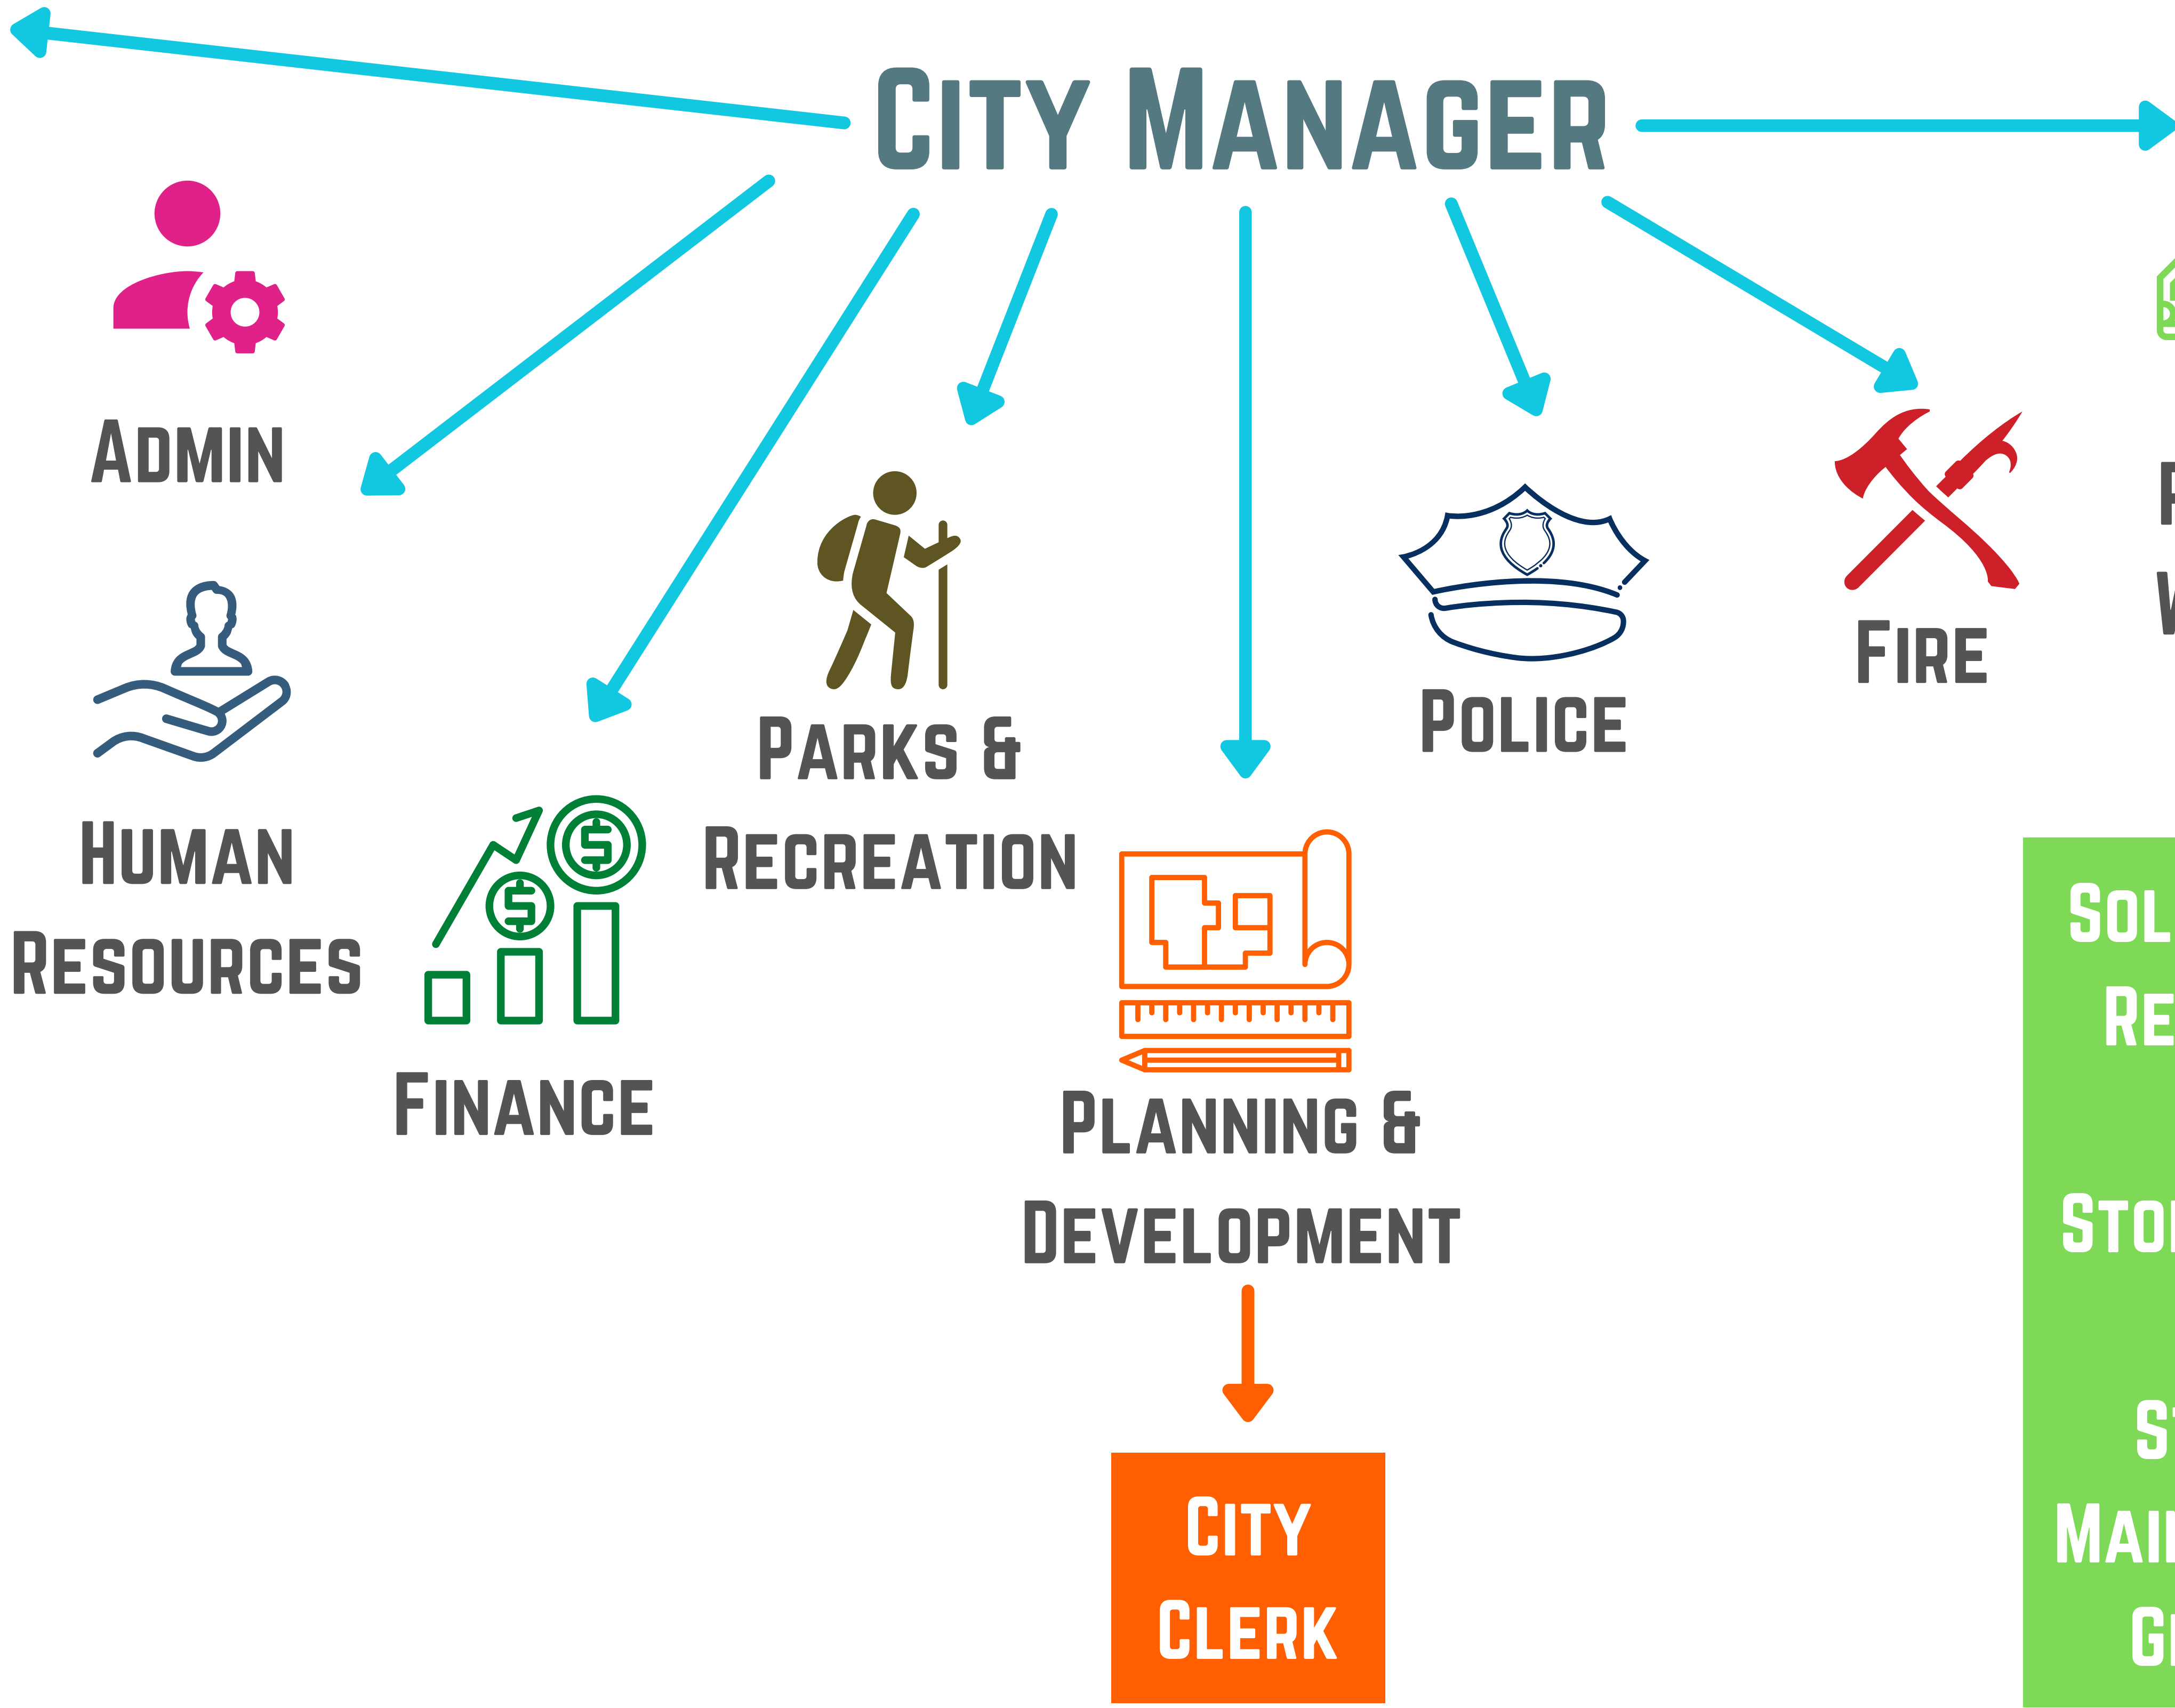 City Manager
Admin
Human
Resources
Finance
Parks &
Recreation
Planning &
Development
City
Clerk
Police
Fire